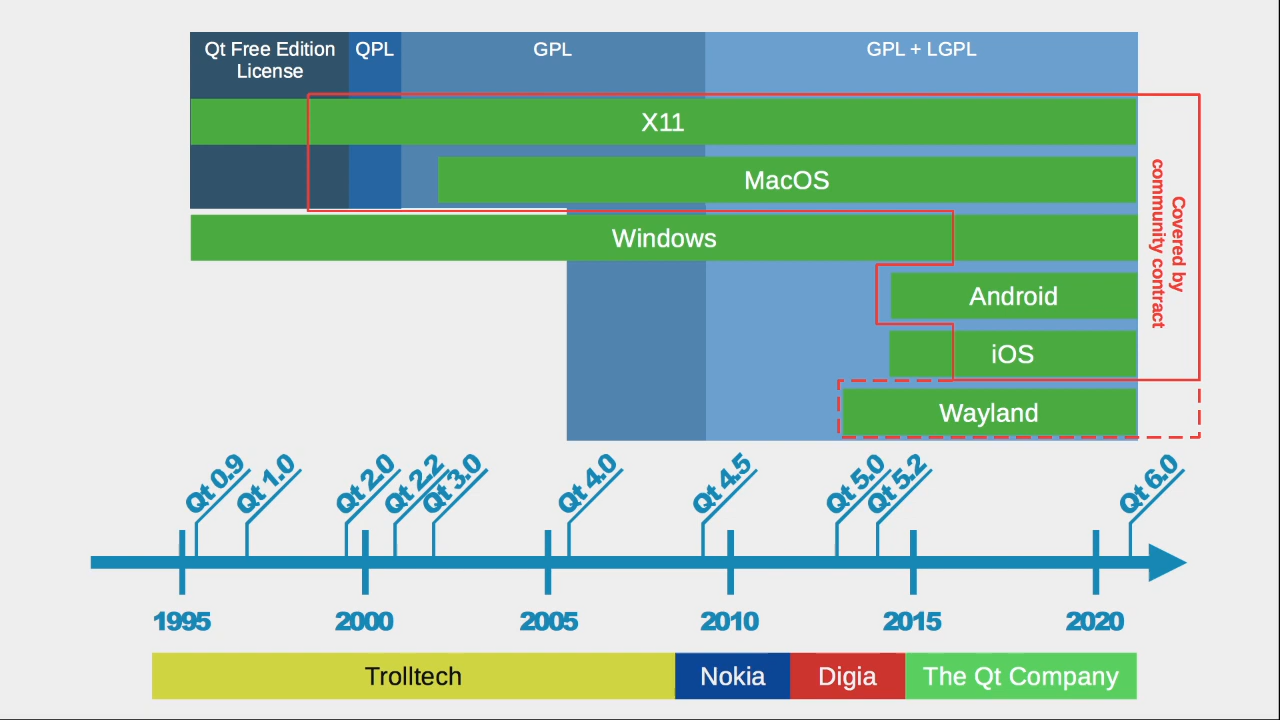 Qt Free Edition
License
QPL
GPL
GPL + LGPL
X11
MacOS
Windows
Android
iOS
Wayland
Covered by
community contract
Qt 0.9
Qt 1.0
Qt 2.0
Qt 2.2
Qt 3.0
Qt 4.0
Qt 4.5
Qt 5.0
Qt 5.2
Qt 6.0
1995
2000
2005
2010
2015
2020
Trolltech
Nokia
Digia
The Qt Company